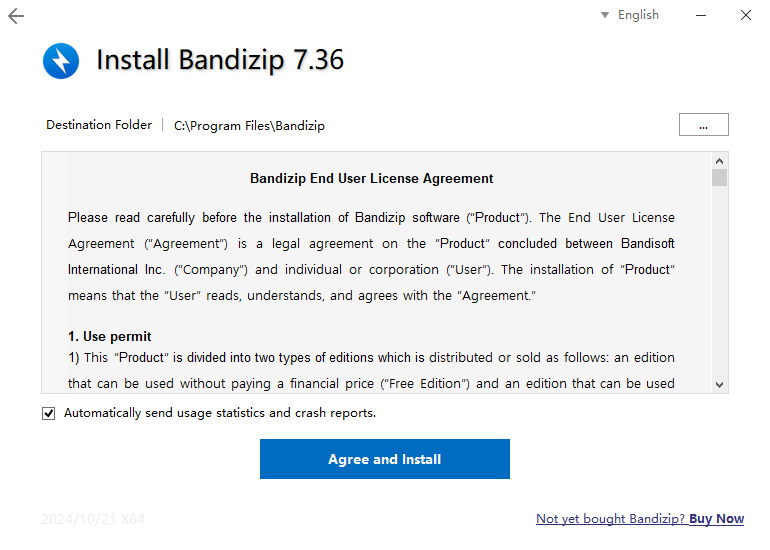 English
Install Bandizip 7.36
Destination Folder C:\Program Files\Bandizip
...
Bandizip End User License Agreement
Please read carefully before the installation of Bandizip software (“Product”). The End User License
Agreement (“Agreement”) is a legal agreement on the “Product” concluded between Bandisoft
International Inc. (“Company”) and individual or corporation (“User”). The installation of “Product”
means that the “User” reads, understands, and agrees with the “Agreement.”
1. Use permit
1) This “Product” is divided into two types of editions which is distributed or sold as follows: an edition
that can be used without paying a financial price (“Free Edition”) and an edition that can be used
Automatically send usage statistics and crash reports.
Agree and Install
2024/10/21 X64
Not yet bought Bandizip? Buy Now